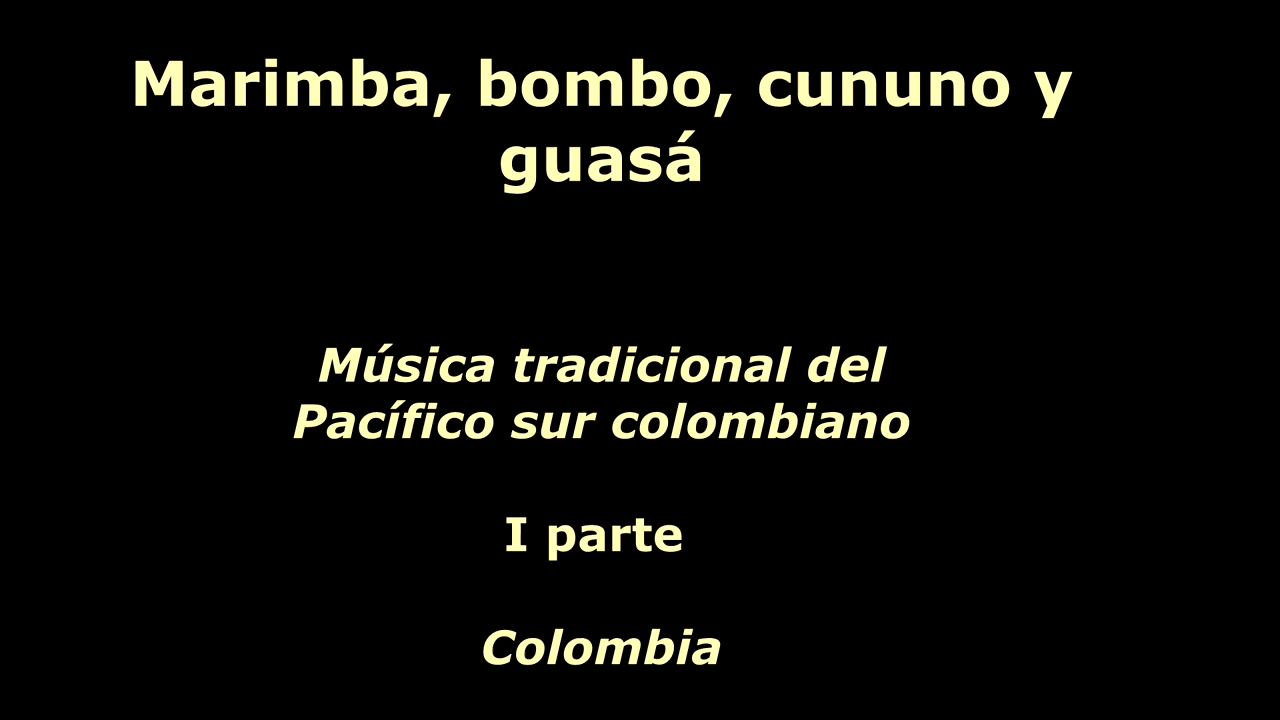 Marimba, bombo, cununo y
guasá
Música tradicional del
Pacífico sur colombiano
I parte
Colombia